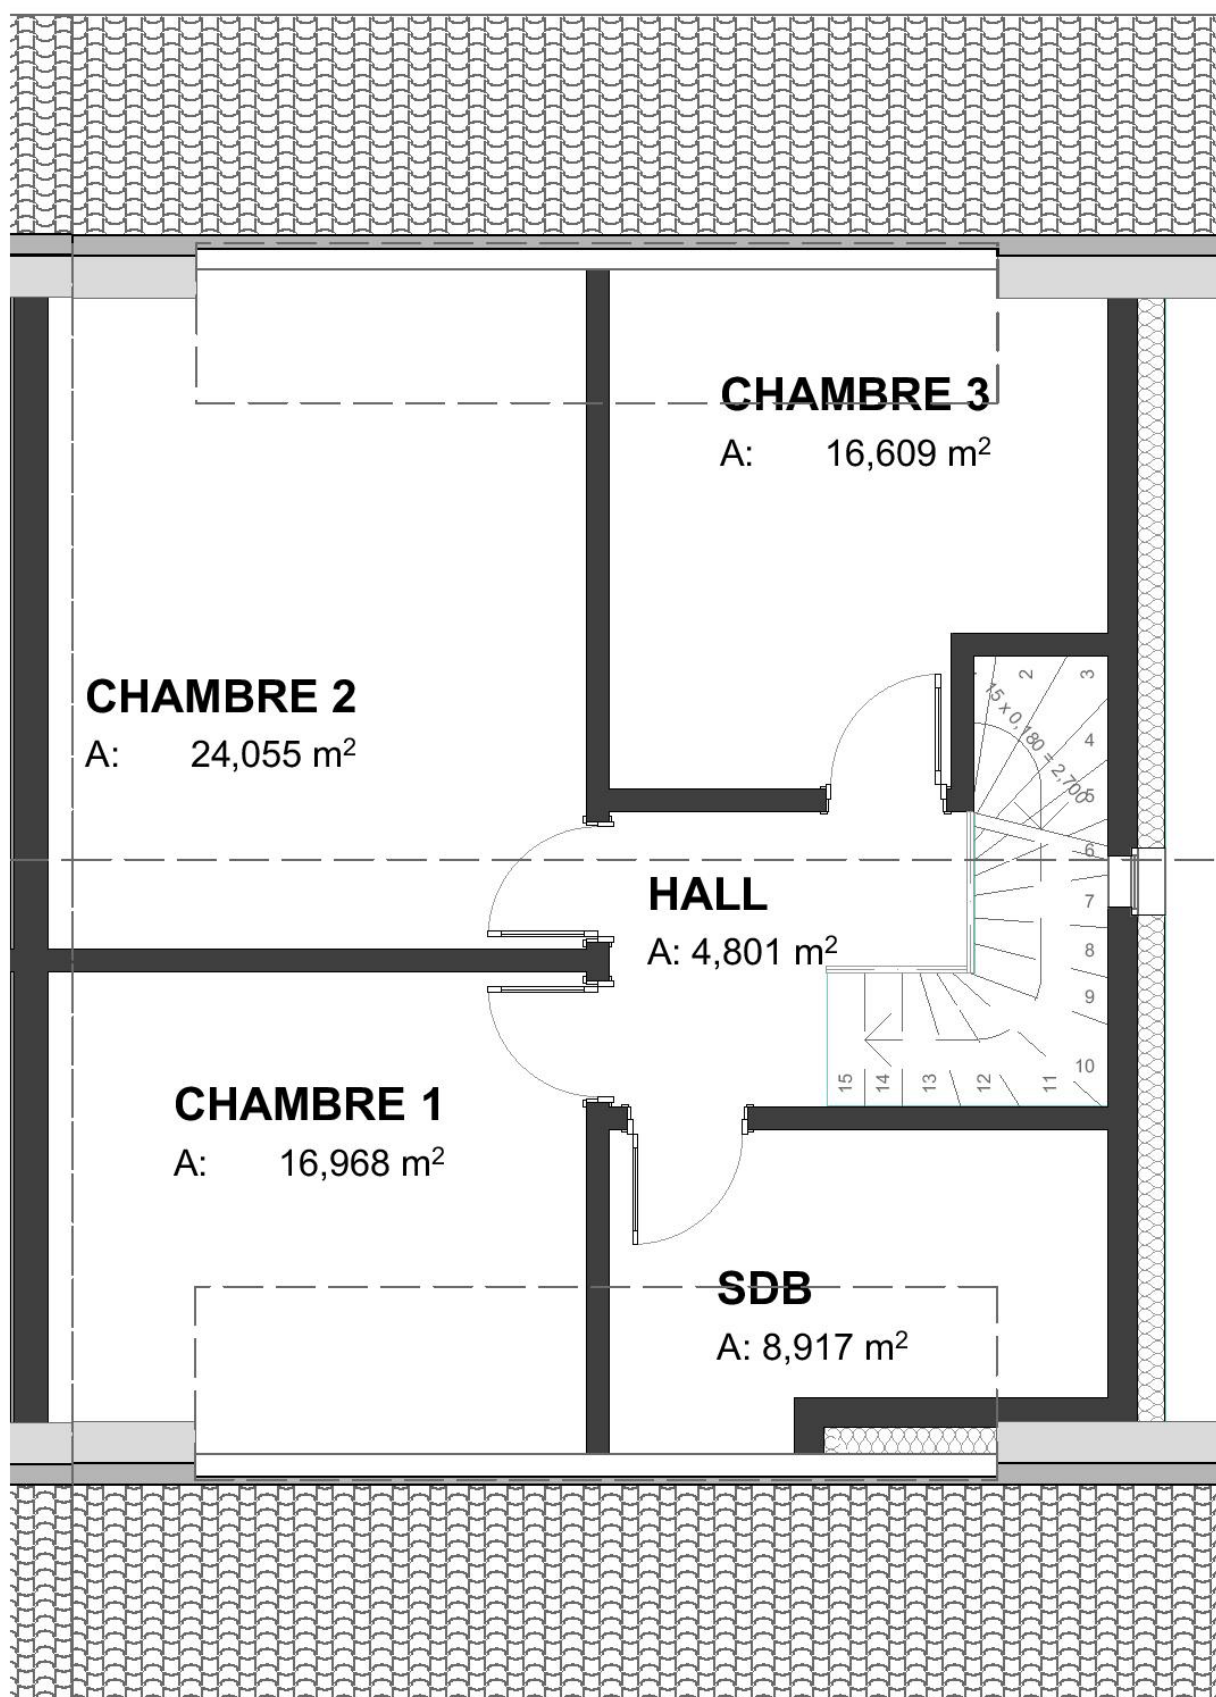 CHAMBRE 3
A: 16,609 m²
CHAMBRE 2
A: 24,055 m²
2
3
15 x 0,180 = 2,700
4
5
6
7
8
9
10
HALL
A: 4,801 m²
15
14
13
12
11
CHAMBRE 1
A: 16,968 m²
SDB
A: 8,917 m²